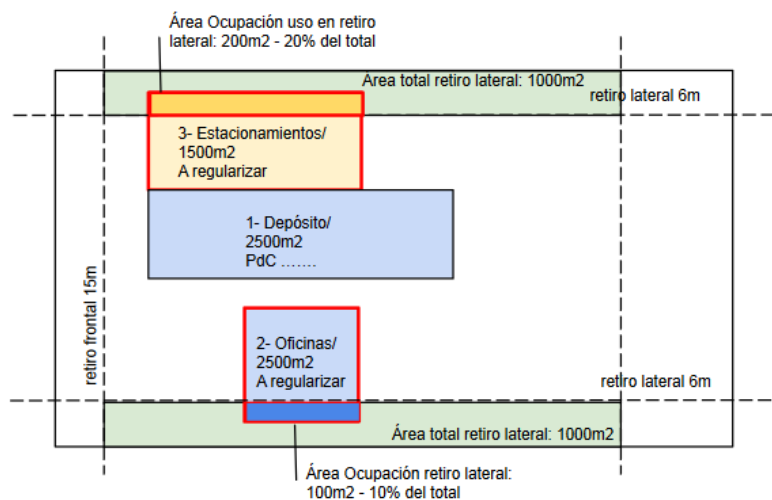 Área Ocupación uso en retiro
lateral: 200m2 - 20% del total
Area total retiro lateral: 1000m2
retiro lateral 6m
3- Estacionamientos/
1500m2
A regularizar
1- Depósito/
2500m2
PdC .......
retiro frontal 15m
2- Oficinas/
2500m2
A regularizar
retiro lateral 6m
Área total retiro lateral: 1000m2
Área Ocupación retiro lateral:
100m2 - 10% del total